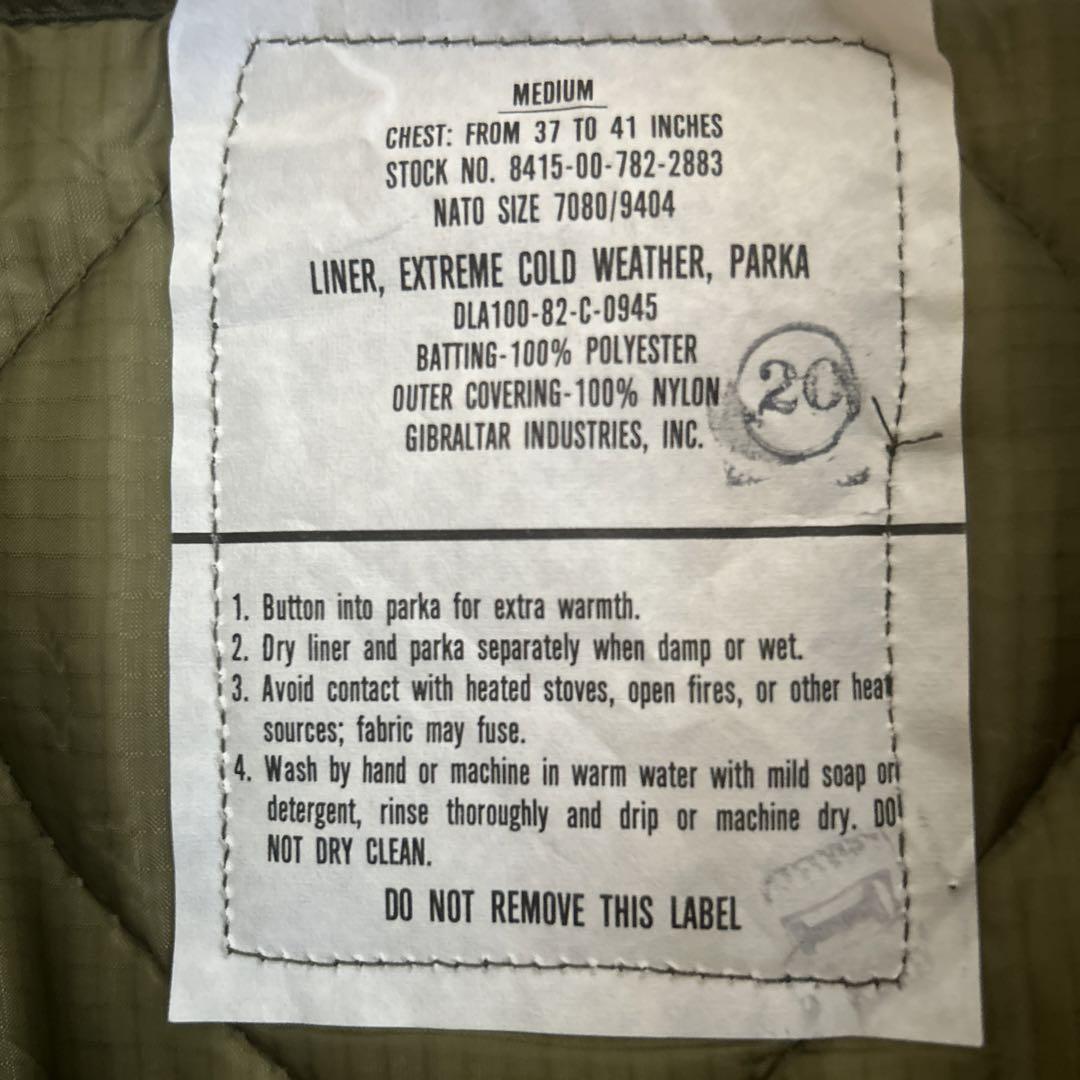 MEDIUM
CHEST: FROM 37 TO 41 INCHES
STOCK NO. 8415-00-782-2883
NATO SIZE 7080/9404
LINER, EXTREME COLD WEATHER, PARKA
DLA100-82-C-0945
BATTING-100% POLYESTER
OUTER COVERING-100% NYLON
GIBRALTAR INDUSTRIES, INC.
1. Button into parka for extra warmth.
2. Dry liner and parka separately when damp or wet.
3. Avoid contact with heated stoves, open fires, or other heat
sources; fabric may fuse.
4. Wash by hand or machine in warm water with mild soap or
detergent, rinse thoroughly and drip or machine dry. DO
NOT DRY CLEAN.
DO NOT REMOVE THIS LABEL